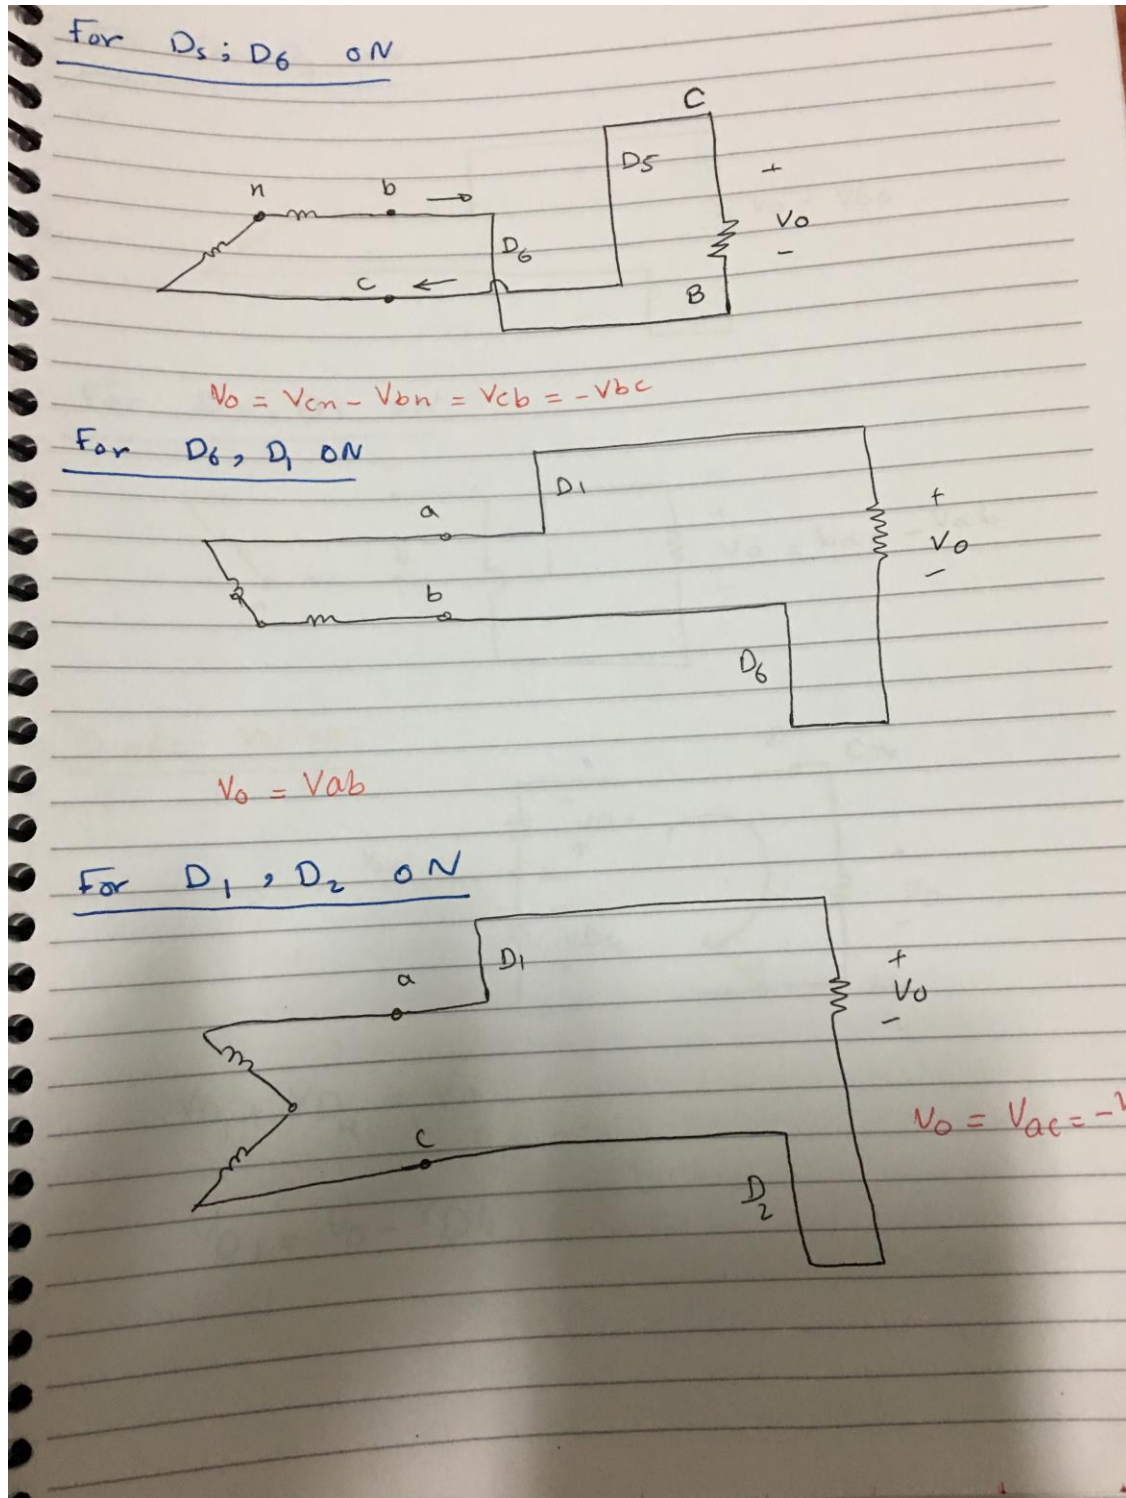 For D5; D6 ON
C
D5
+
n
b
Vo
D6
-
c
B
Vo = Vcn - Vbn = Vcb = -Vbc
For D6, D1 ON
D1
a
+
Vo
-
b
D6
Vo = Vab
For D1, D2 ON
D1
a
+
Vo
-
Vo = Vac = -
c
D2